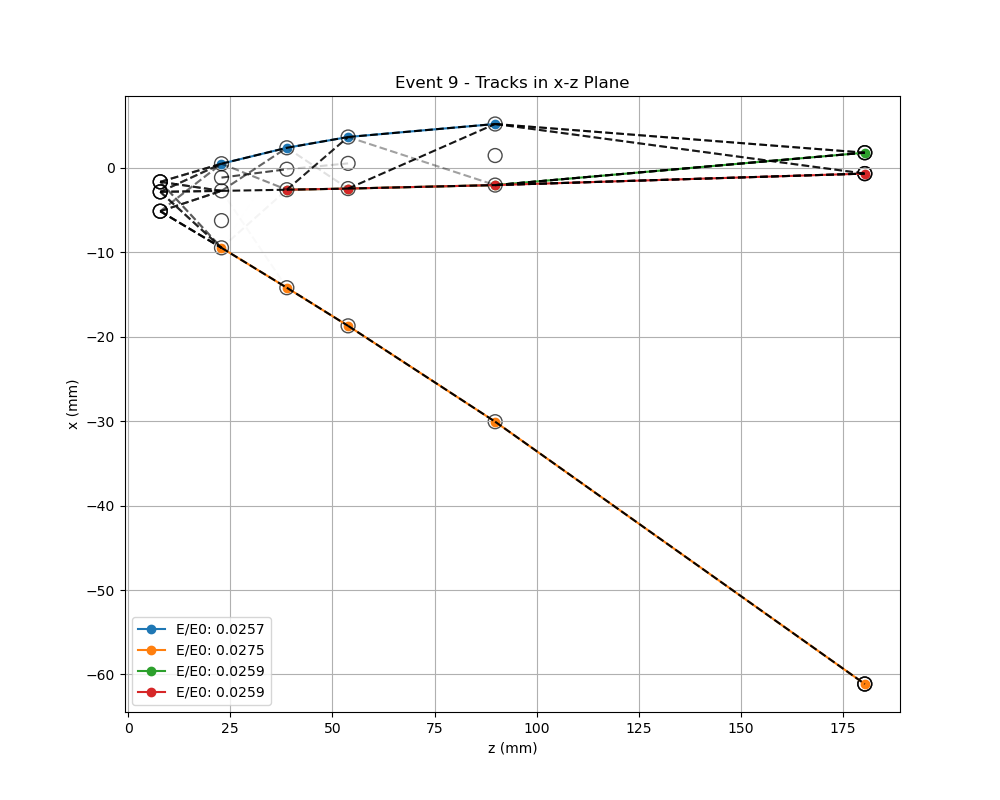 Event 9 - Tracks in x-z Plane
x (mm)
0
−10
−20
−30
−40
−50
−60
E/E0: 0.0257
E/E0: 0.0275
E/E0: 0.0259
E/E0: 0.0259
0 25 50 75 100 125 150 175
z (mm)